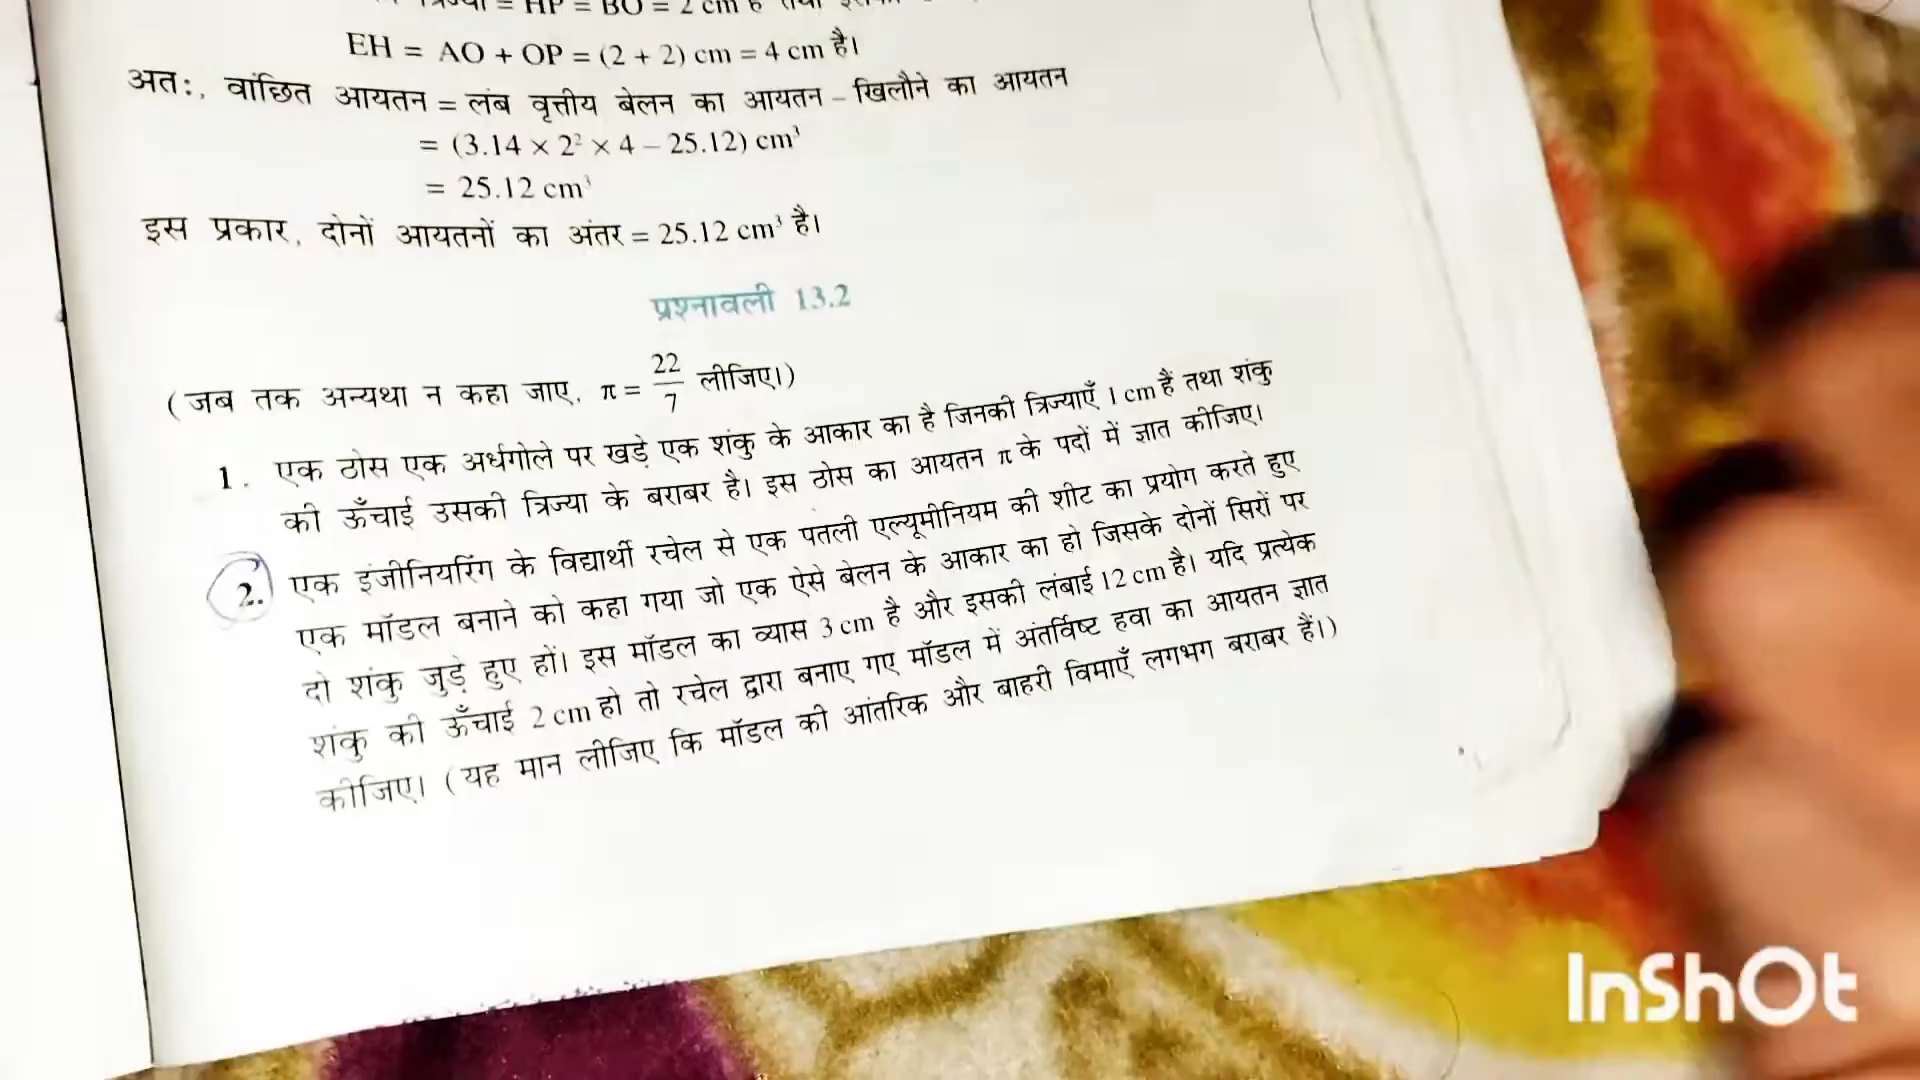 त्रिज्या = HP = BO = 2 cm है तथा
EH = AO + OP = (2 + 2) cm = 4 cm है।
अत:, वांछित आयतन = लंब वृत्तीय बेलन का आयतन – खिलौने का आयतन
= (3.14 × 2² × 4 – 25.12) cm³
= 25.12 cm³
इस प्रकार, दोनों आयतनों का अंतर = 25.12 cm³ है।
प्रश्नावली 13.2
(जब तक अन्यथा न कहा जाए, π = 22/7 लीजिए।)
1. एक ठोस एक अर्धगोले पर खड़े एक शंकु के आकार का है जिनकी त्रिज्याएँ 1 cm हैं तथा शंकु
की ऊँचाई उसकी त्रिज्या के बराबर है। इस ठोस का आयतन π के पदों में ज्ञात कीजिए।
2. एक इंजीनियरिंग के विद्यार्थी रचेल से एक पतली एल्यूमीनियम की शीट का प्रयोग करते हुए
एक मॉडल बनाने को कहा गया जो एक ऐसे बेलन के आकार का हो जिसके दोनों सिरों पर
दो शंकु जुड़े हुए हों। इस मॉडल का व्यास 3 cm है और इसकी लंबाई 12 cm है। यदि प्रत्येक
शंकु की ऊँचाई 2 cm हो तो रचेल द्वारा बनाए गए मॉडल में अंतर्विष्ट हवा का आयतन ज्ञात
कीजिए। (यह मान लीजिए कि मॉडल की आंतरिक और बाहरी विमाएँ लगभग बराबर हैं।)
InShOt